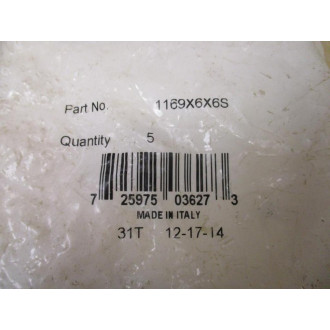 Part No. 1169X6X6S
Quantity 5
7 25975 03627 3
MADE IN ITALY
31T 12-17-14